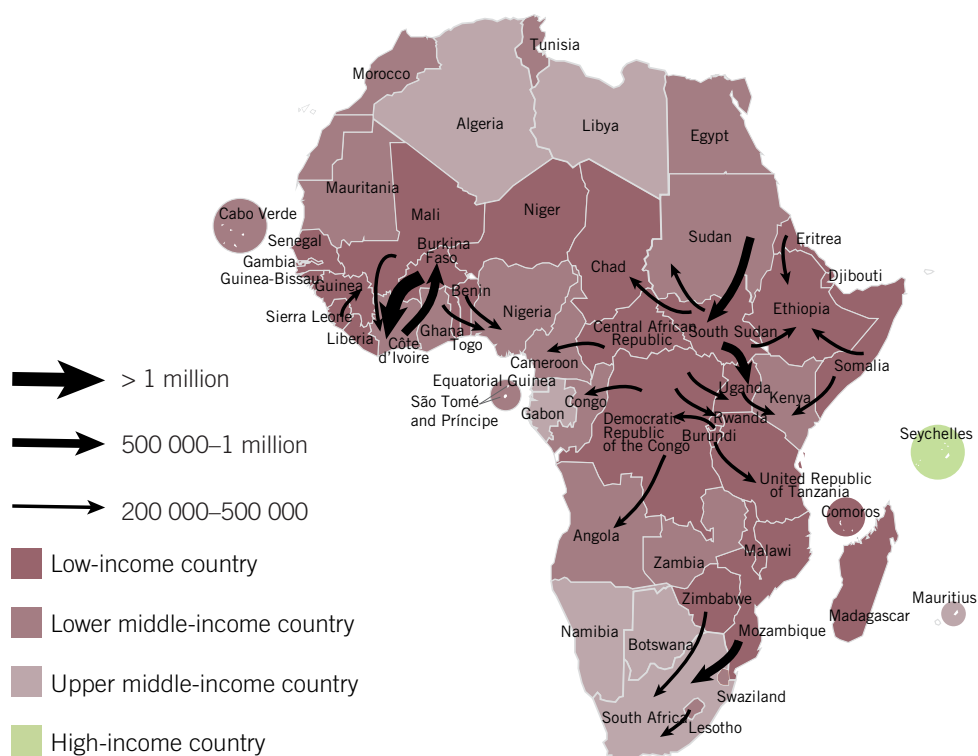 Tunisia
Morocco
Algeria
Libya
Egypt
Mauritania
Mali
Niger
Cabo Verde
Sudan
Eritrea
Senegal
Burkina
Faso
Chad
Gambia
Djibouti
Guinea-Bissau
Guinea
Benin
Nigeria
Ethiopia
Sierra Leone
Ghana
Central African
Republic
South Sudan
Liberia
Côte
d'Ivoire
Togo
Cameroon
Somalia
Equatorial Guinea
São Tomé
and Príncipe
Gabon
Congo
Uganda
Kenya
Democratic
Republic
of the Congo
Rwanda
Burundi
Seychelles
United Republic
of Tanzania
Comoros
Angola
Malawi
Zambia
Zimbabwe
Mozambique
Madagascar
Mauritius
Namibia
Botswana
Swaziland
South Africa
Lesotho
> 1 million
500 000–1 million
200 000–500 000
Low-income country
Lower middle-income country
Upper middle-income country
High-income country